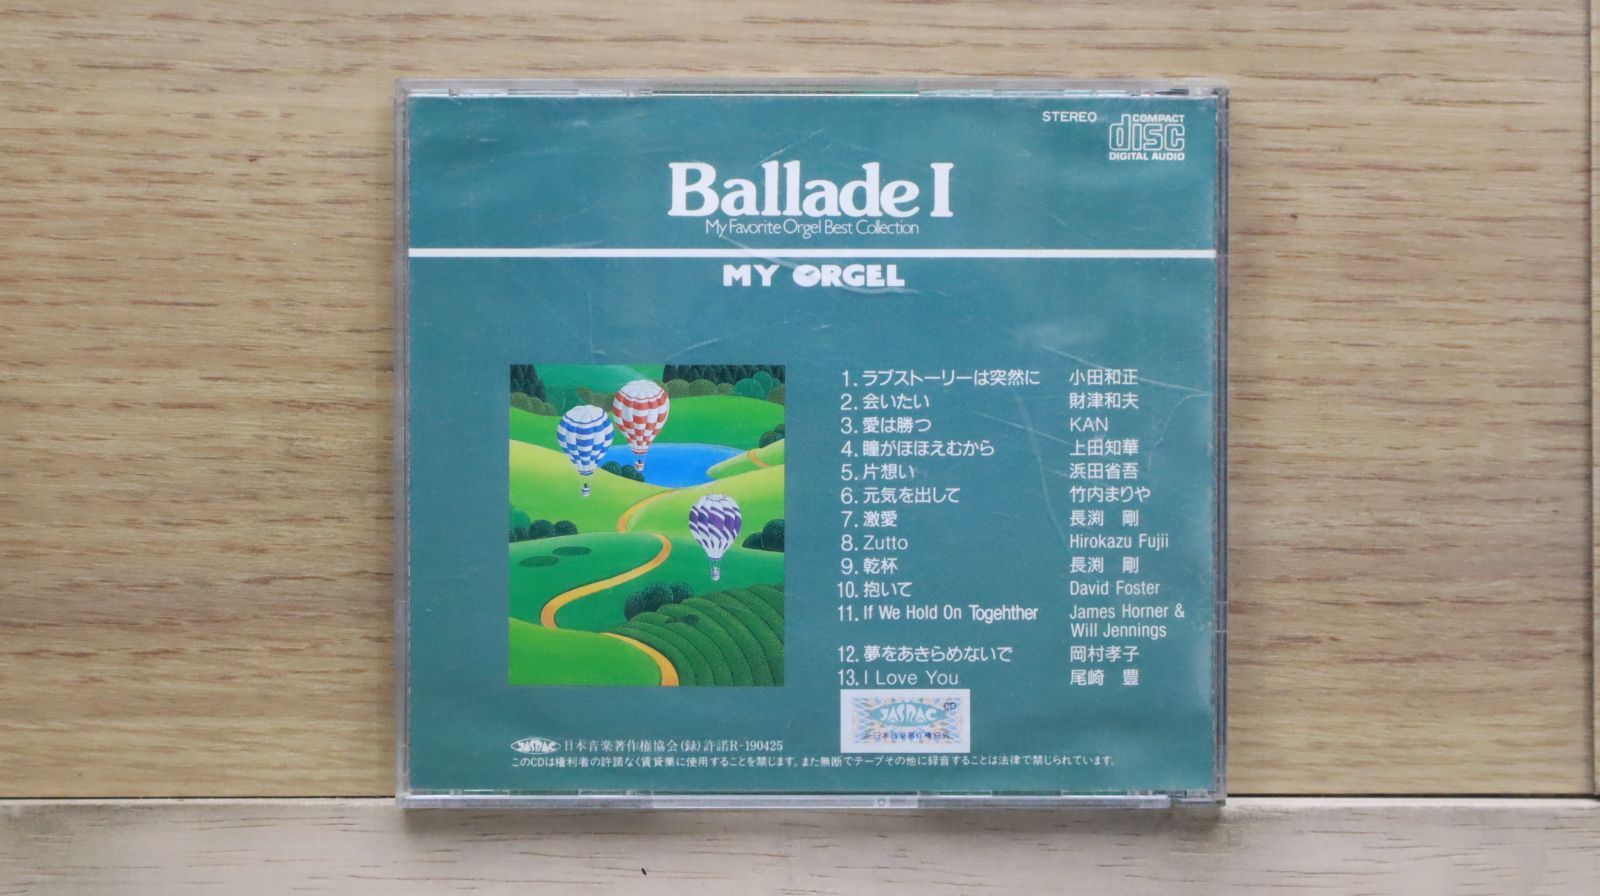 STEREO
COMPACT
disc
DIGITAL AUDIO
Ballade I
My Favorite Orgel Best Collection
MY ORGEL
1. ラブストーリーは突然に 小田和正
2. 会いたい 財津和夫
3. 愛は勝つ KAN
4. 瞳がほほえむから 上田知華
5. 片想い 浜田省吾
6. 元気を出して 竹内まりや
7. 激愛 長渕 剛
8. Zutto Hirokazu Fujii
9. 乾杯 長渕 剛
10. 抱いて David Foster
11. If We Hold On Togehther James Horner &
Will Jennings
12. 夢をあきらめないで 岡村孝子
13. I Love You 尾崎 豊
JASRAC
JASRAC 日本音楽著作権協会(録)許諾R-190425
このCDは権利者の許諾なく賃貸業に使用することを禁じます。また無断でテープその他に録音することは法律で禁じられています。